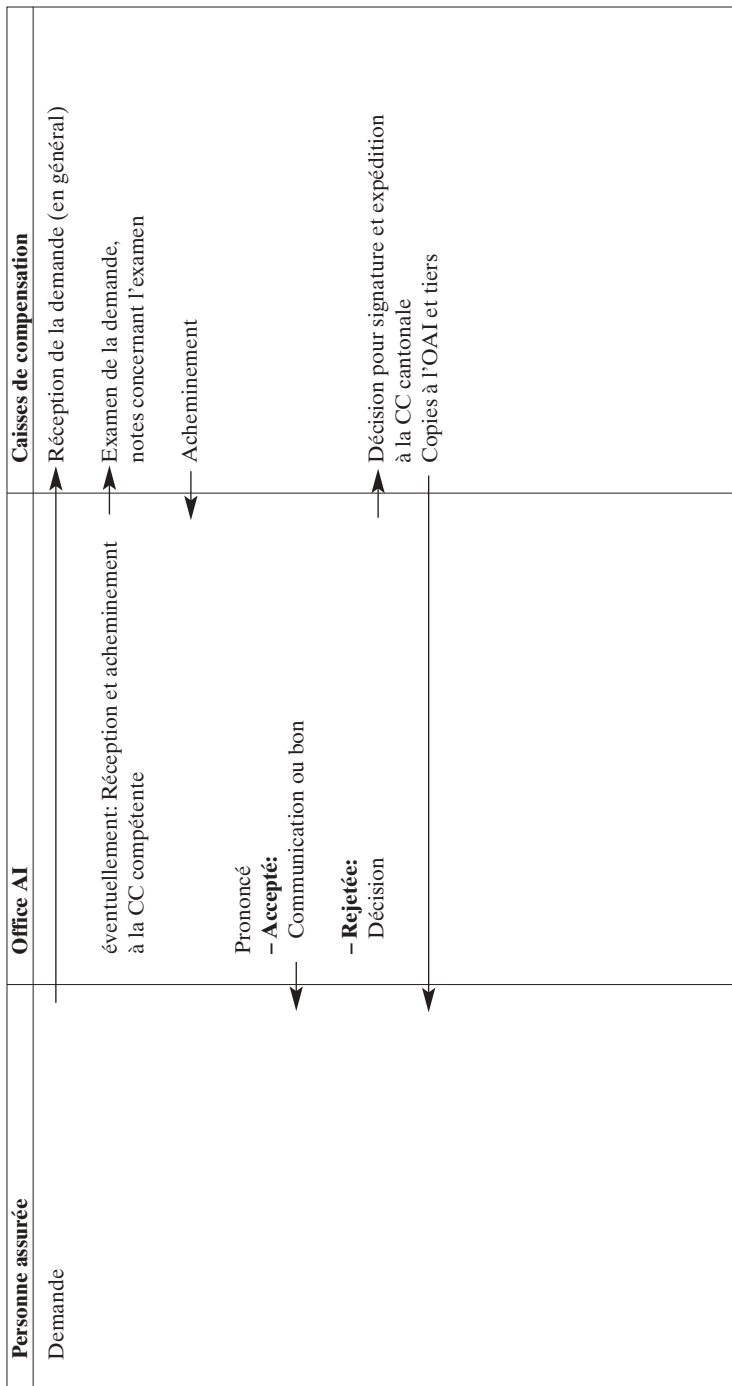 Personne assurée
Office AI
Caisses de compensation
Demande
Réception de la demande (en général)
éventuellement: Réception et acheminement
à la CC compétente
Examen de la demande,
notes concernant l'examen
Acheminement
Prononcé
– Accepté:
Communication ou bon
– Rejetée:
Décision
Décision pour signature et expédition
à la CC cantonale
Copies à l'OAI et tiers